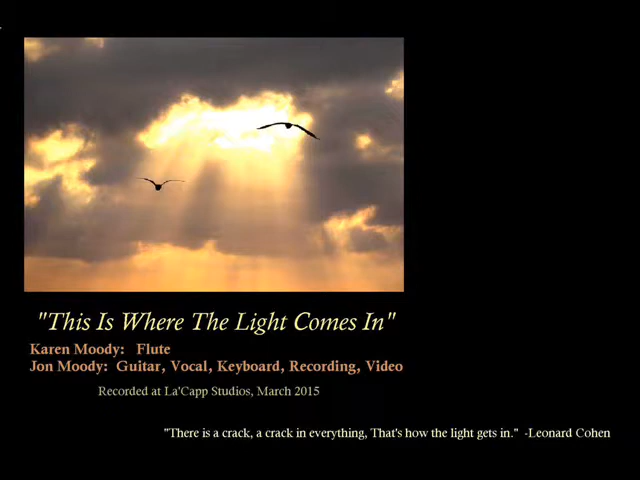 "This Is Where The Light Comes In"
Karen Moody: Flute
Jon Moody: Guitar, Vocal, Keyboard, Recording, Video
Recorded at La'Capp Studios, March 2015
"There is a crack, a crack in everything, That's how the light gets in." -Leonard Cohen